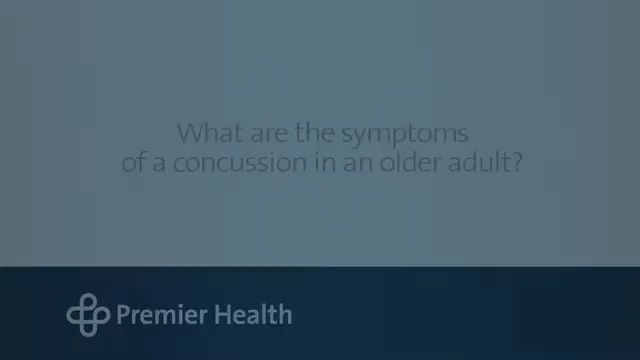 What are the symptoms
of a concussion in an older adult?
Premier Health